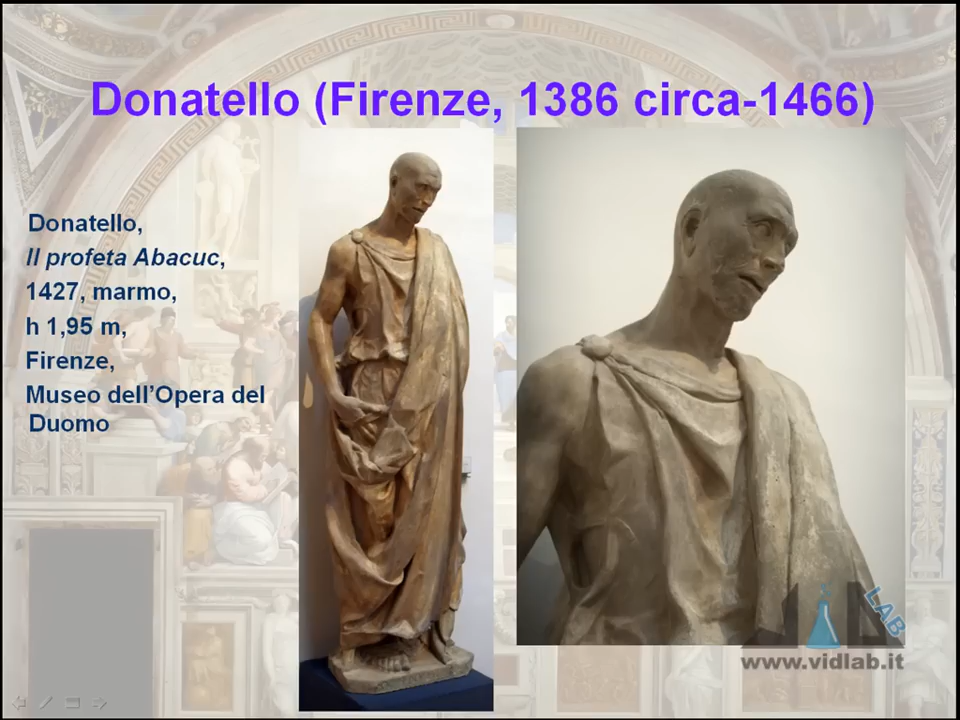 Donatello (Firenze, 1386 circa-1466)
Donatello,
Il profeta Abacuc,
1427, marmo,
h 1,95 m,
Firenze,
Museo dell'Opera del
Duomo
LAB
www.vidlab.it